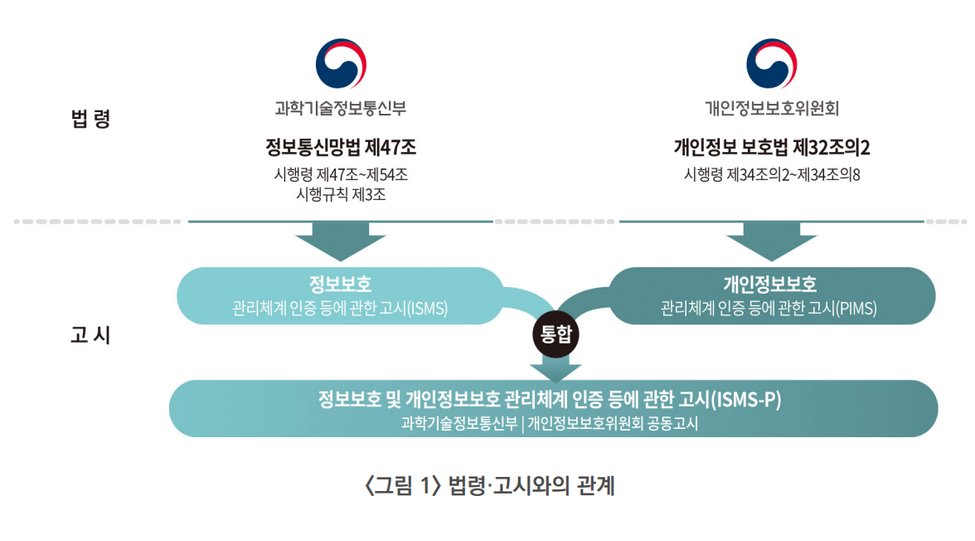 법 령
과학기술정보통신부
정보통신망법 제47조
시행령 제47조~제54조
시행규칙 제3조
개인정보보호위원회
개인정보 보호법 제32조의2
시행령 제34조의2~제34조의8
고 시
정보보호
관리체계 인증 등에 관한 고시(ISMS)
개인정보보호
관리체계 인증 등에 관한 고시(PIMS)
통합
정보보호 및 개인정보보호 관리체계 인증 등에 관한 고시(ISMS-P)
과학기술정보통신부 | 개인정보보호위원회 공동고시
<그림 1> 법령·고시와의 관계